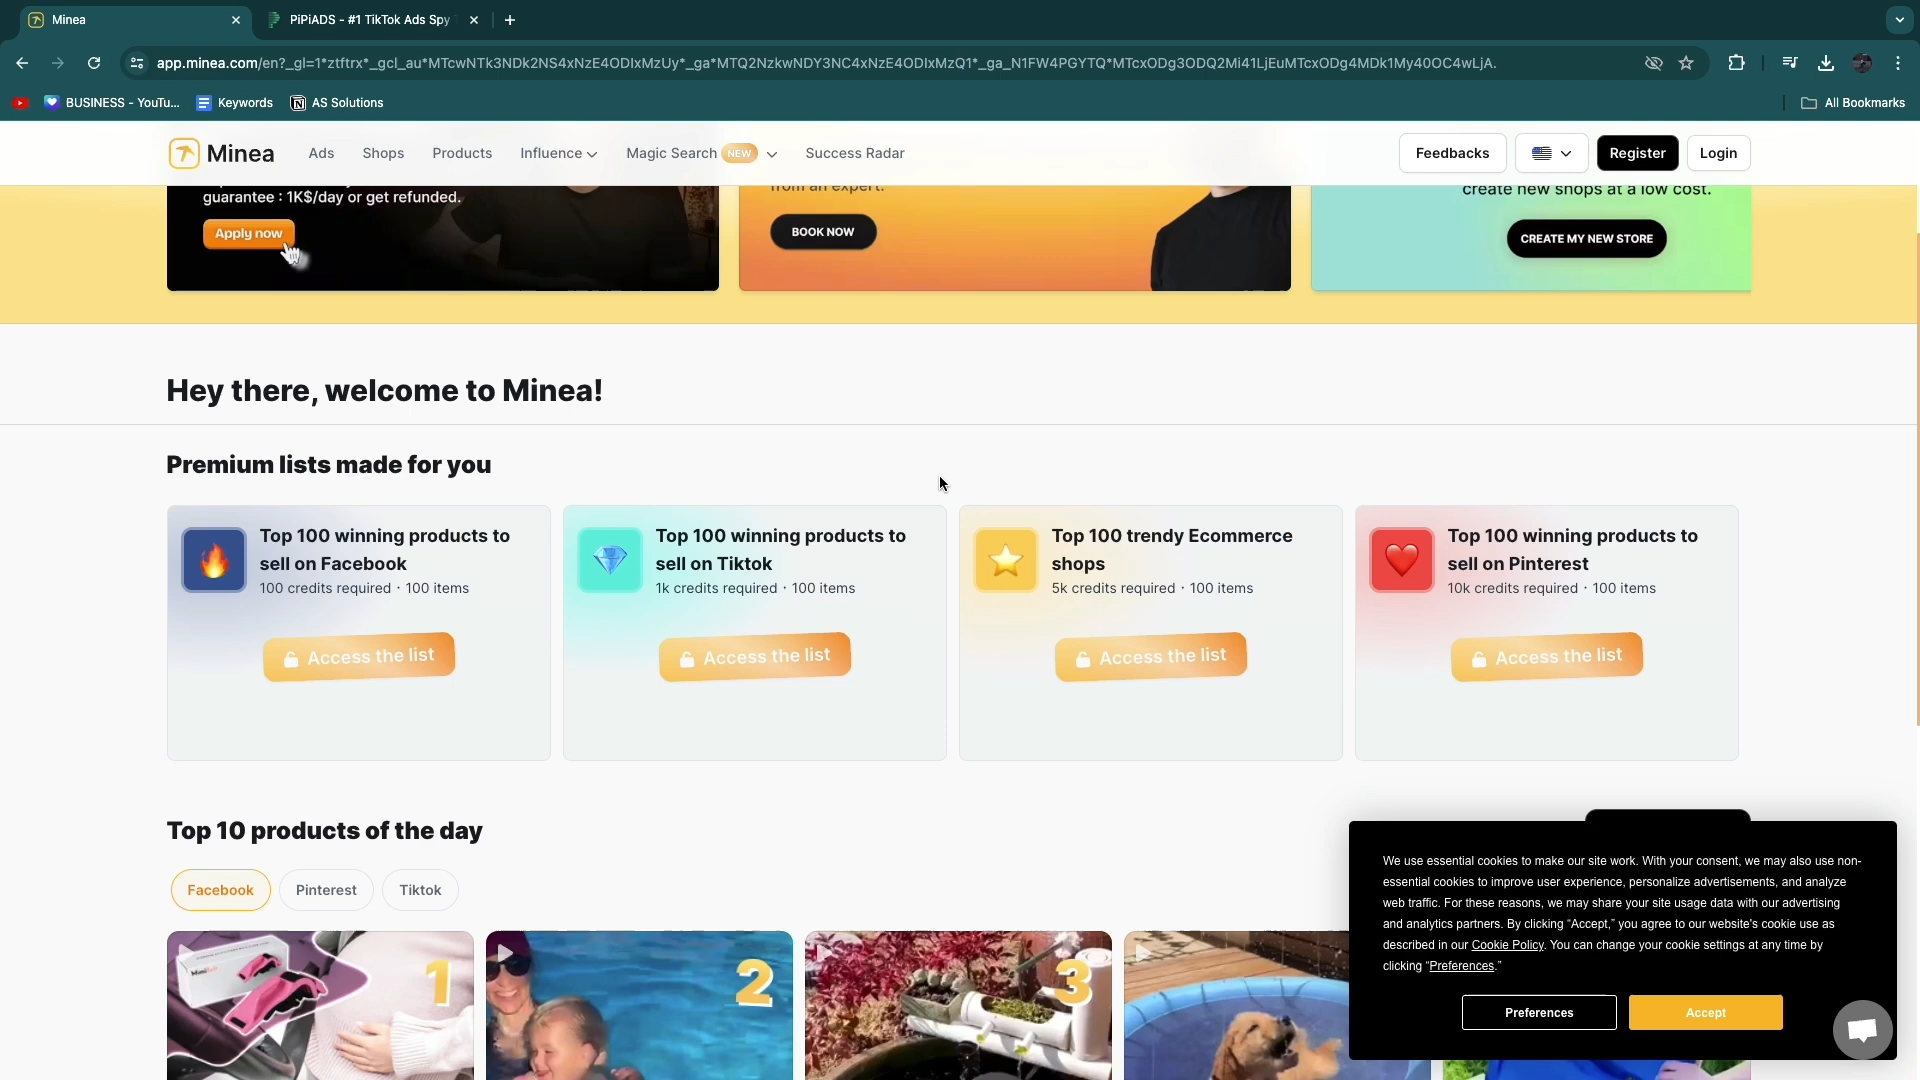 Minea
PiPiADS - #1 TikTok Ads Spy
app.minea.com/en?_gl=1*ztftrx*_gcl_au*MTcwNTk3NDk2NS4xNzE4ODIxMzUy*_ga*MTQ2NzkwNDY3NC4xNzE4ODIxMzQ1*_ga_N1FW4PGYTQ*MTcxODg3ODQ2Mi41LjEuMTcxODg4MDk1My40OC4wLjA.
BUSINESS - YouTu...
Keywords
AS Solutions
All Bookmarks
Minea
Ads
Shops
Products
Influence
Magic Search NEW
Success Radar
Feedbacks
Register
Login
guarantee : 1K$/day or get refunded.
Apply now
from an expert.
BOOK NOW
create new shops at a low cost.
CREATE MY NEW STORE
Hey there, welcome to Minea!
Premium lists made for you
Top 100 winning products to
sell on Facebook
100 credits required · 100 items
Access the list
Top 100 winning products to
sell on Tiktok
1k credits required · 100 items
Access the list
Top 100 trendy Ecommerce
shops
5k credits required · 100 items
Access the list
Top 100 winning products to
sell on Pinterest
10k credits required · 100 items
Access the list
Top 10 products of the day
Facebook
Pinterest
Tiktok
1
2
3
We use essential cookies to make our site work. With your consent, we may also use non-
essential cookies to improve user experience, personalize advertisements, and analyze
web traffic. For these reasons, we may share your site usage data with our advertising
and analytics partners. By clicking “Accept,” you agree to our website's cookie use as
described in our Cookie Policy. You can change your cookie settings at any time by
clicking “Preferences.”
Preferences
Accept